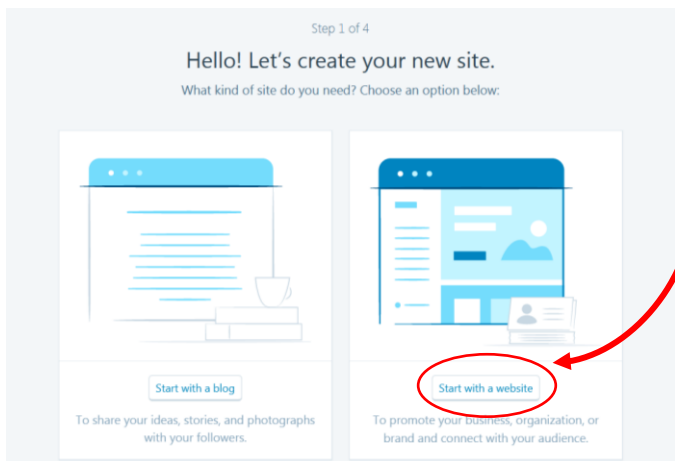 Step 1 of 4
Hello! Let's create your new site.
What kind of site do you need? Choose an option below:
Start with a blog
To share your ideas, stories, and photographs
with your followers.
Start with a website
To promote your business, organization, or
brand and connect with your audience.